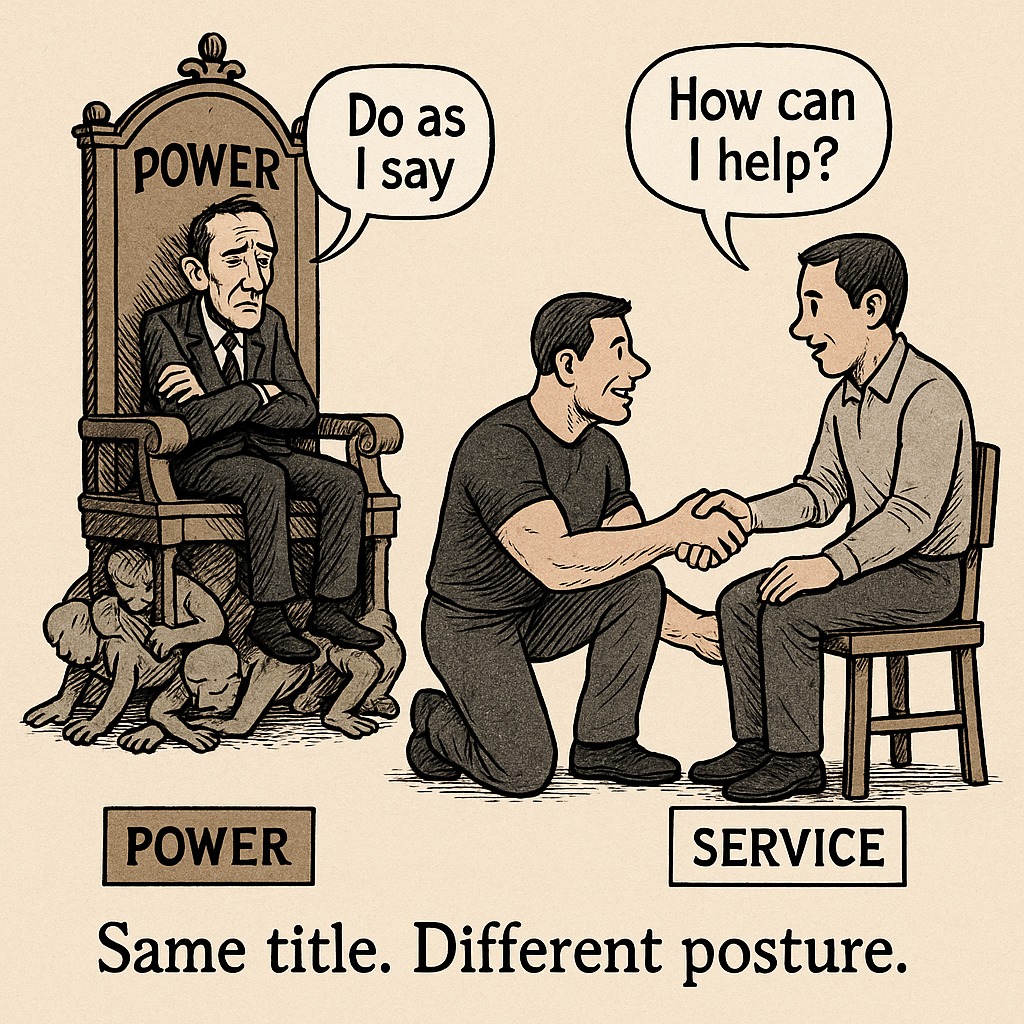 POWER
Do as
I say
How can
I help?
POWER
SERVICE
Same title. Different posture.